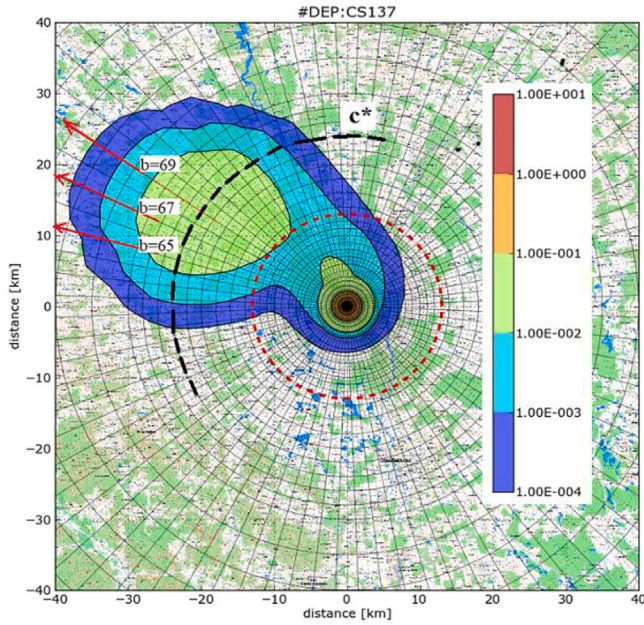 #DEP:CS137
40
30
20
10
0
−10
−20
−30
−40
distance [km]
b=69
b=67
b=65
c*
1.00E+001
1.00E+000
1.00E-001
1.00E-002
1.00E-003
1.00E-004
−40 −30 −20 −10 0 10 20 30 40
distance [km]